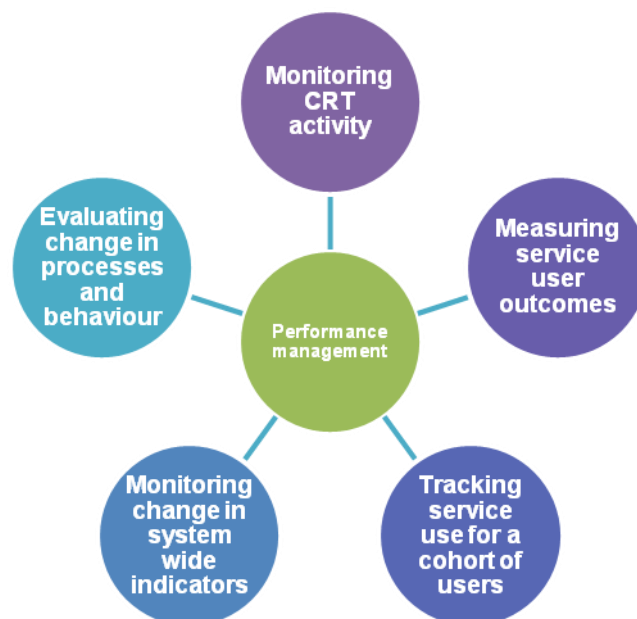 Monitoring
CRT
activity
Measuring
service
user
outcomes
Tracking
service
use for a
cohort of
users
Monitoring
change in
system
wide
indicators
Evaluating
change in
processes
and
behaviour
Performance
management